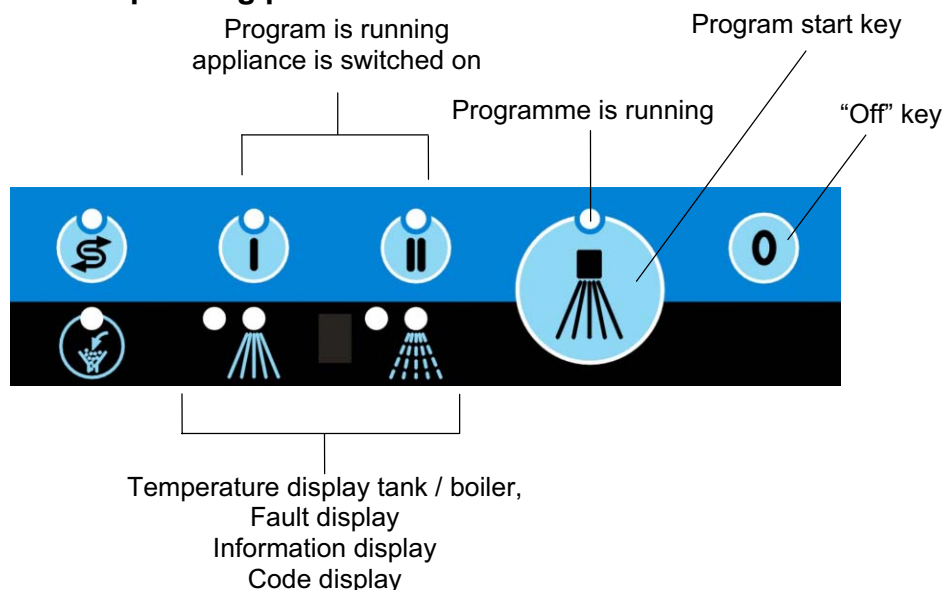 Program is running
appliance is switched on
Program start key
Programme is running
“Off” key
I
II
0
Temperature display tank / boiler,
Fault display
Information display
Code display